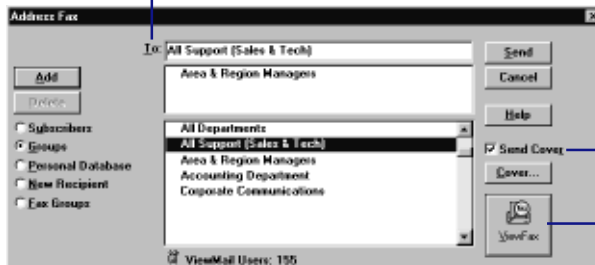 Address Fax
To: All Support (Sales & Tech)
Send
Add
Area & Region Managers
Cancel
Delete
Help
Subscribers
Groups
Personal Database
New Recipient
Fax Groups
All Departments
All Support (Sales & Tech)
Area & Region Managers
Accounting Department
Corporate Communications
Send Cover
Cover...
ViewFax
ViewMail Users: 155